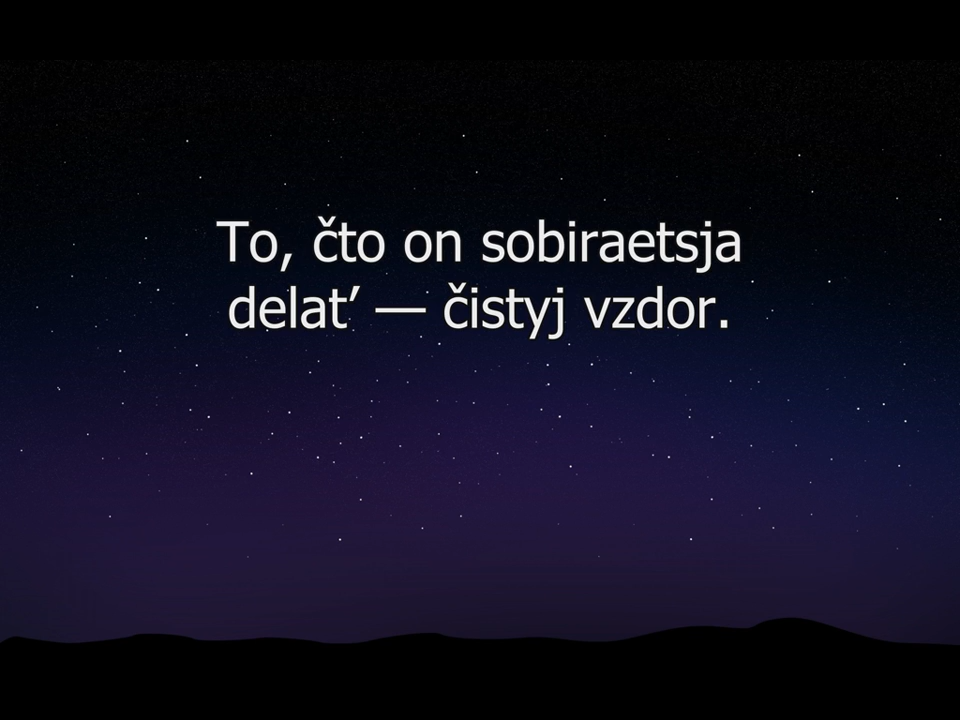 To, čto on sobiraetsja
delat’ — čistyj vzdor.